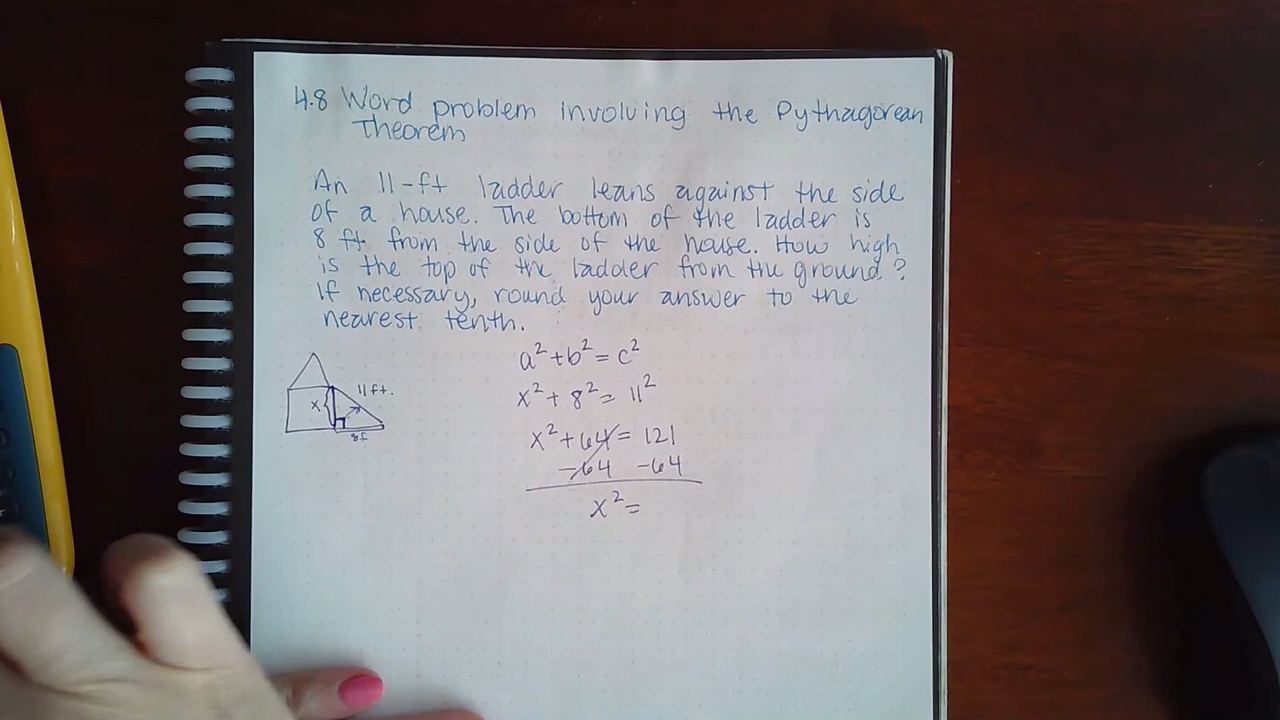 4.8 Word problem involving the Pythagorean
Theorem
An 11-ft ladder leans against the side
of a house. The bottom of the ladder is
8 ft from the side of the house. How high
is the top of the ladder from the ground?
If necessary, round your answer to the
nearest tenth.
a² + b² = c²
x² + 8² = 11²
11 ft.
x
8f
x² + 64 = 121
-64 -64
x² =